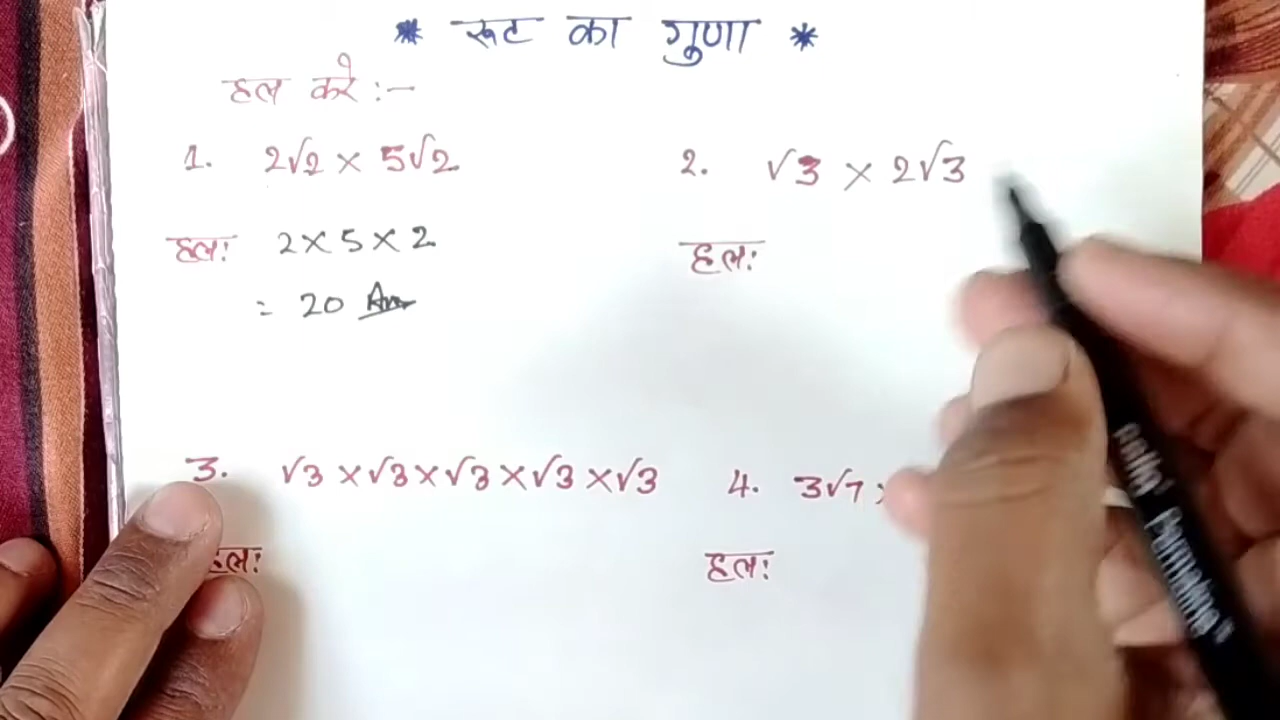 * रूट का गुणा *
हल करे :-
1. 2√2 × 5√2
हल: 2 × 5 × 2
= 20 Ans
2. √3 × 2√3
हल:
3. √3 × √3 × √3 × √3 × √3
हल:
4. 3√7 ×
हल: